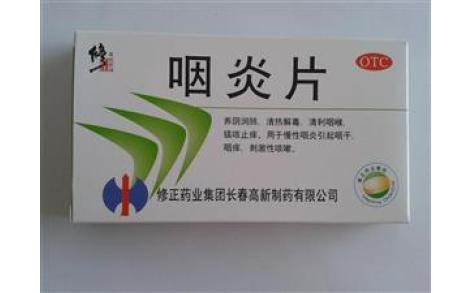 修正
OTC
咽炎片
养阴润肺，清热解毒，清利咽喉，
镇咳止痒。用于慢性咽炎引起咽干、
咽痒、刺激性咳嗽。
修正药业集团长春高新制药有限公司